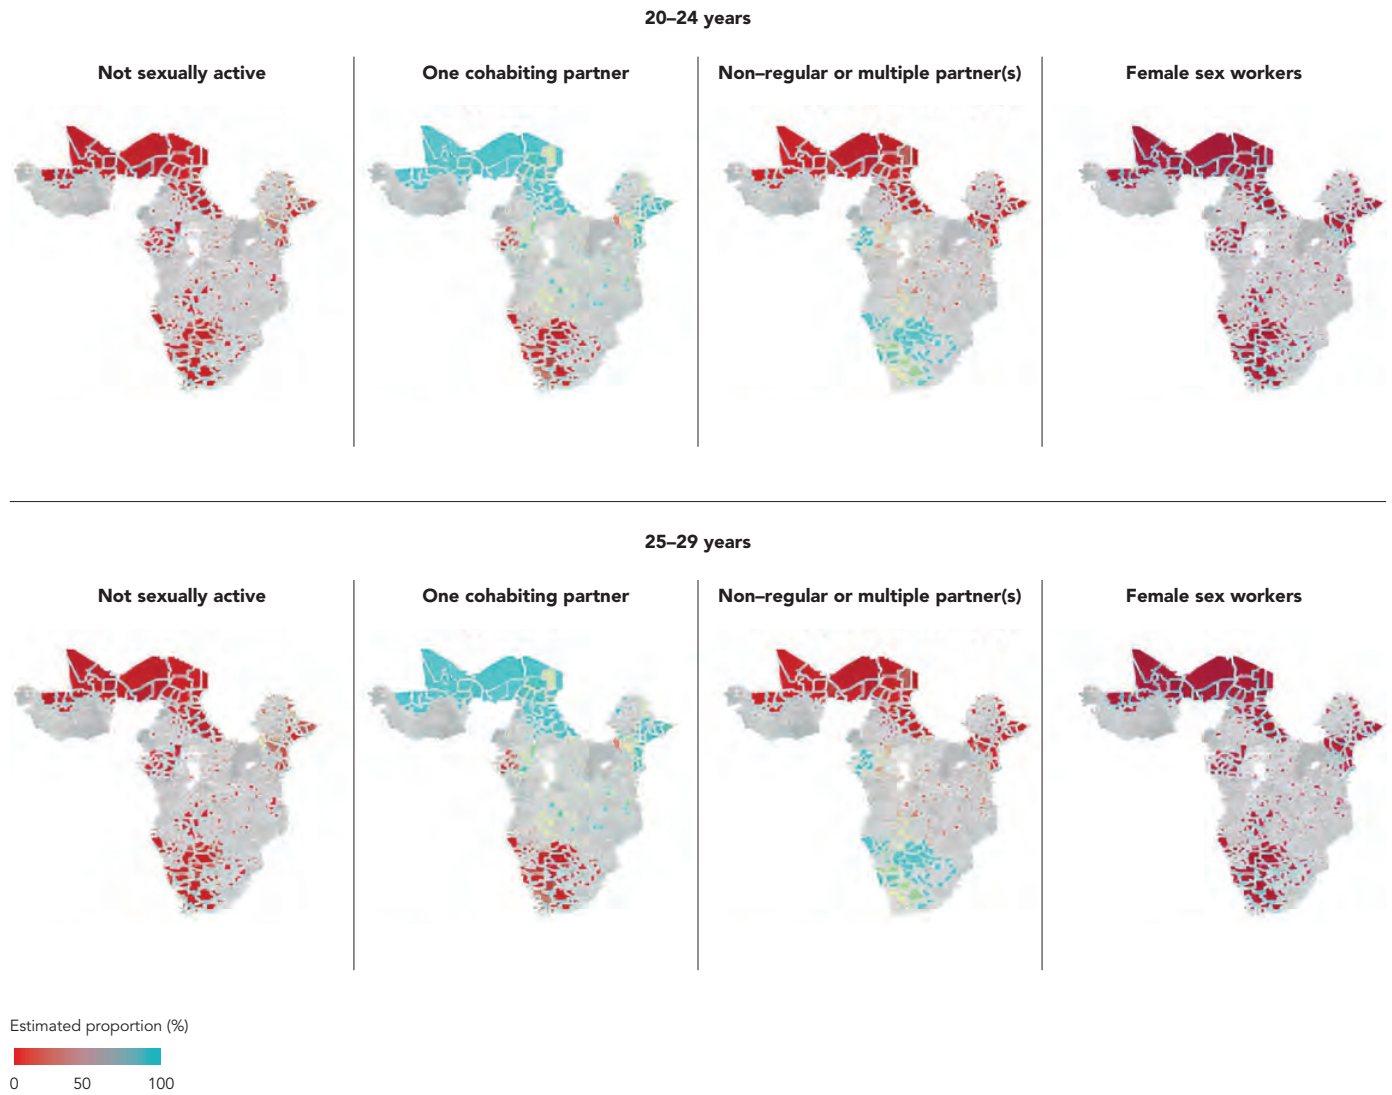 20–24 years
Not sexually active
One cohabiting partner
Non–regular or multiple partner(s)
Female sex workers
25–29 years
Not sexually active
One cohabiting partner
Non–regular or multiple partner(s)
Female sex workers
Estimated proportion (%)
0 50 100